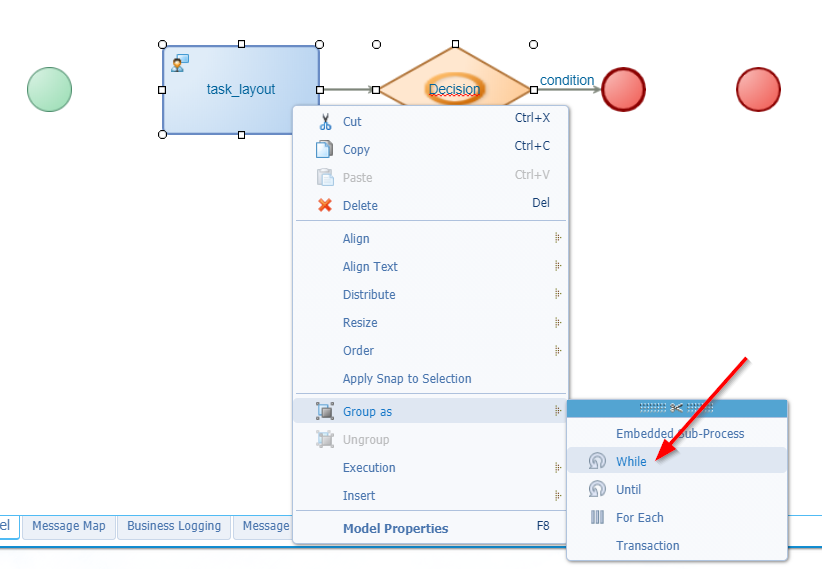 task_layout
Decision
condition
Cut Ctrl+X
Copy Ctrl+C
Paste Ctrl+V
Delete Del
Align
Align Text
Distribute
Resize
Order
Apply Snap to Selection
Group as
Ungroup
Execution
Insert
Model Properties F8
Embedded Sub-Process
While
Until
For Each
Transaction
el Message Map Business Logging Message